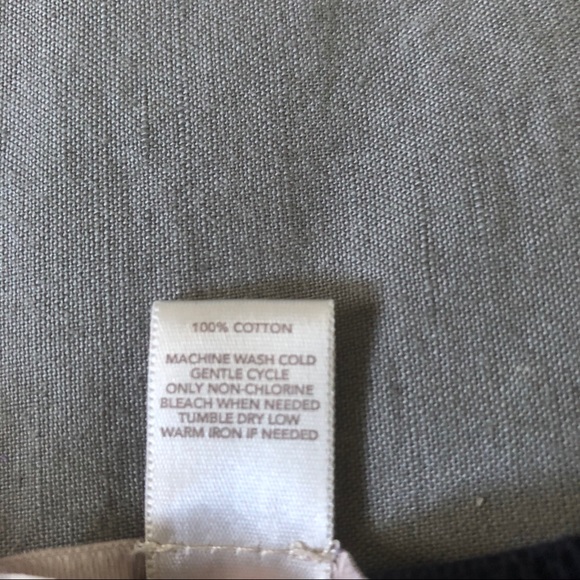 100% COTTON
MACHINE WASH COLD
GENTLE CYCLE
ONLY NON-CHLORINE
BLEACH WHEN NEEDED
TUMBLE DRY LOW
WARM IRON IF NEEDED